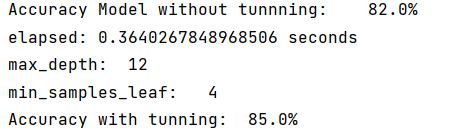 Accuracy Model without tunnning:    82.0%
elapsed: 0.3640267848968506 seconds
max_depth:  12
min_samples_leaf:   4
Accuracy with tunning:  85.0%